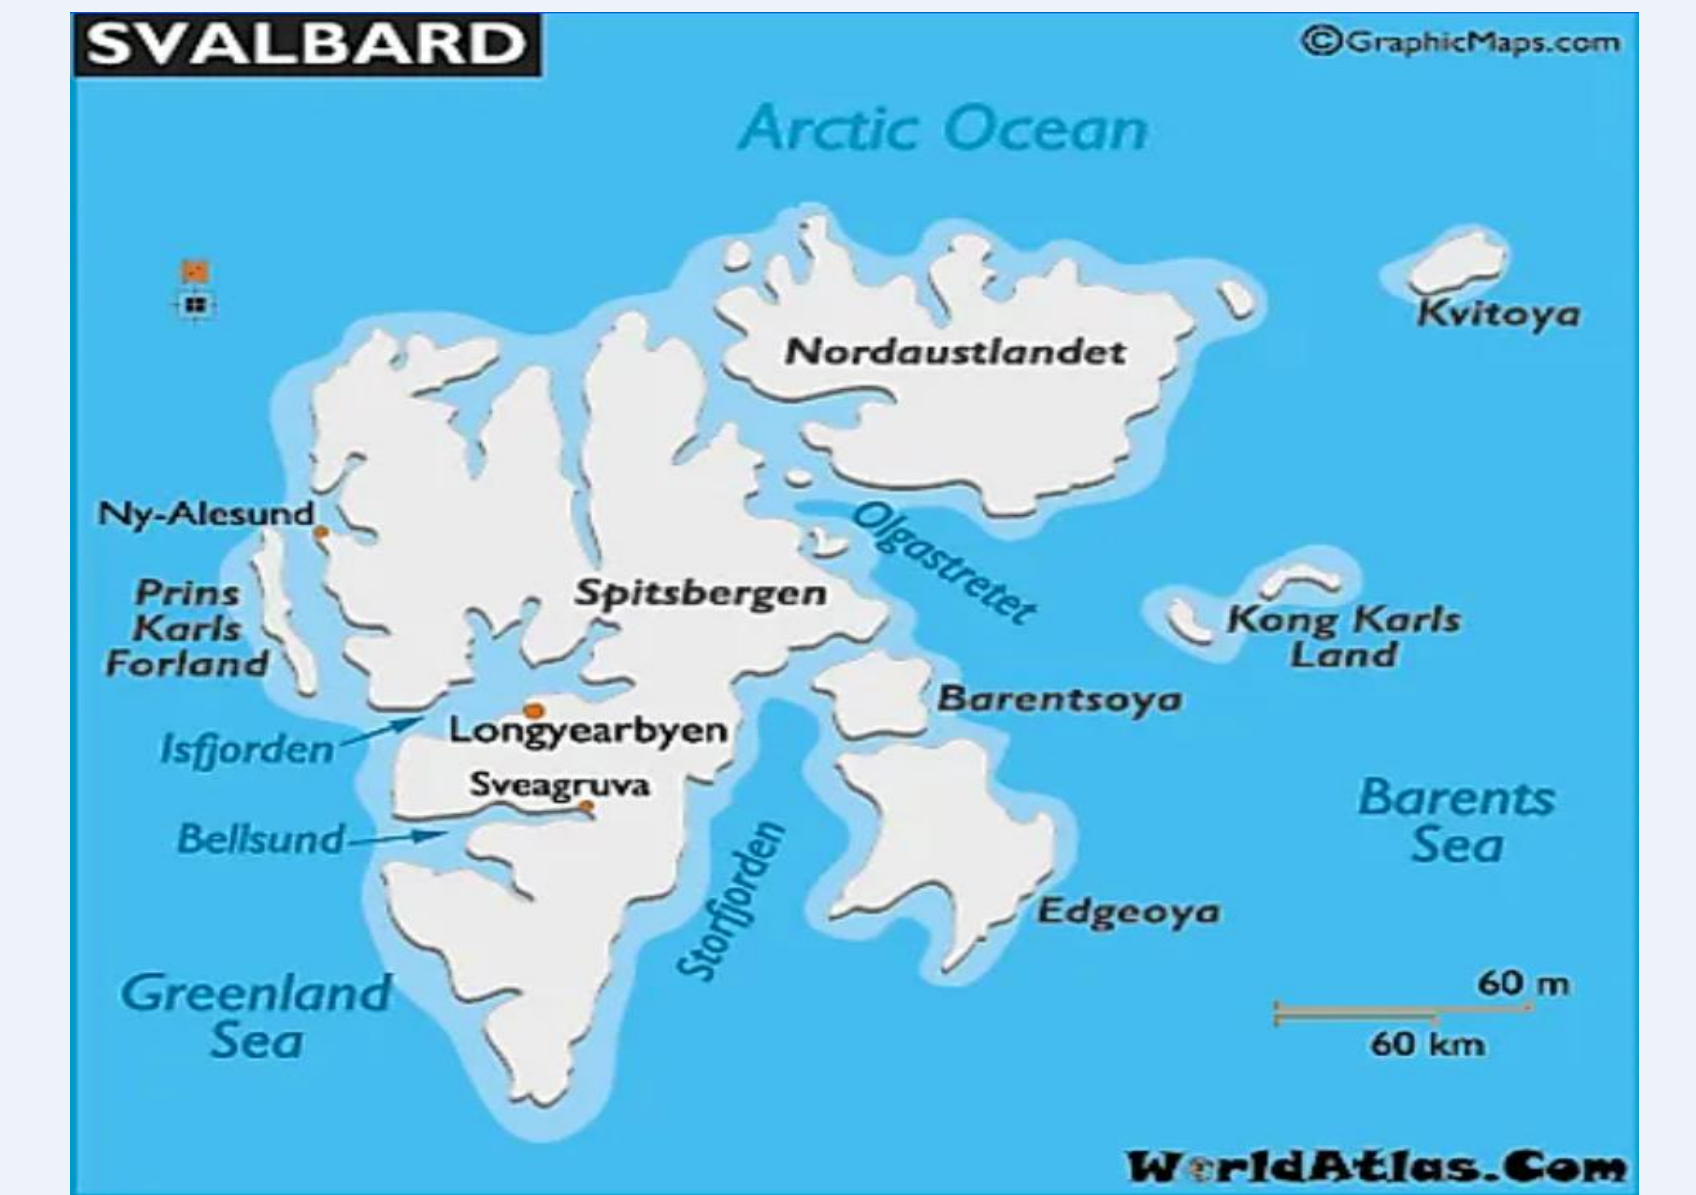 SVALBARD
©GraphicMaps.com
Arctic Ocean
Kvitoya
Nordaustlandet
Ny-Alesund
Olgastretet
Prins
Karls
Forland
Spitsbergen
Kong Karls
Land
Barentsoya
Isfjorden
Longyearbyen
Sveagruva
Bellsund
Barents
Sea
Storfjorden
Edgeoya
Greenland
Sea
60 m
60 km
WorldAtlas.Com